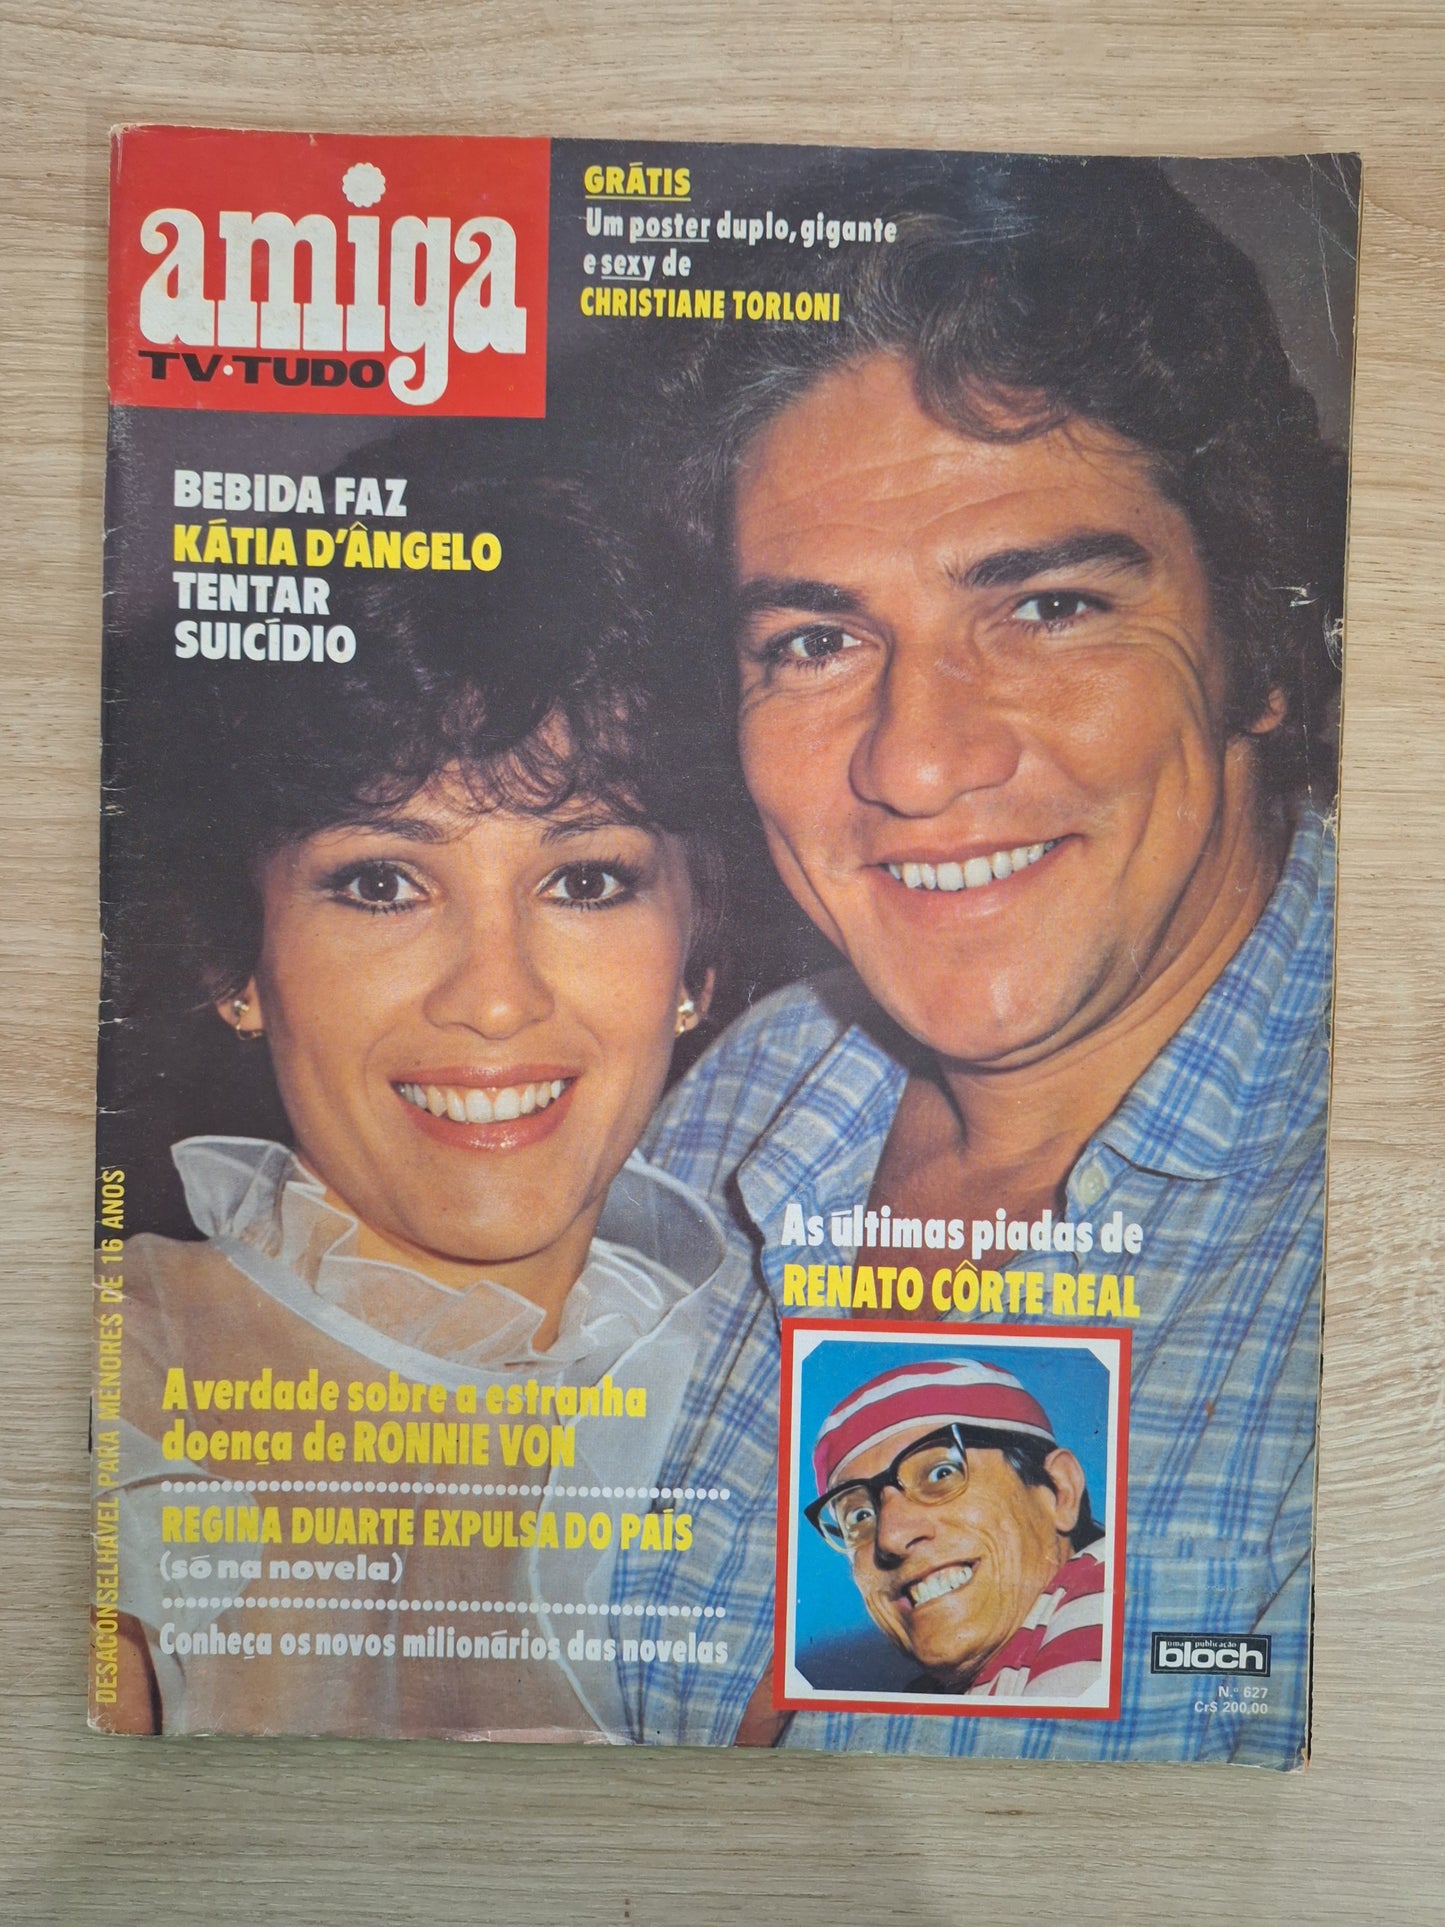 amiga
TV·TUDO
GRÁTIS
Um poster duplo, gigante
e sexy de
CHRISTIANE TORLONI
BEBIDA FAZ
KÁTIA D'ÂNGELO
TENTAR
SUICÍDIO
DESACONSELHÁVEL PARA MENORES DE 16 ANOS
As últimas piadas de
RENATO CÔRTE REAL
A verdade sobre a estranha
doença de RONNIE VON
REGINA DUARTE EXPULSA DO PAÍS
(só na novela)
Conheça os novos milionários das novelas
uma publicação
bloch
N.º 627
Cr$ 200,00